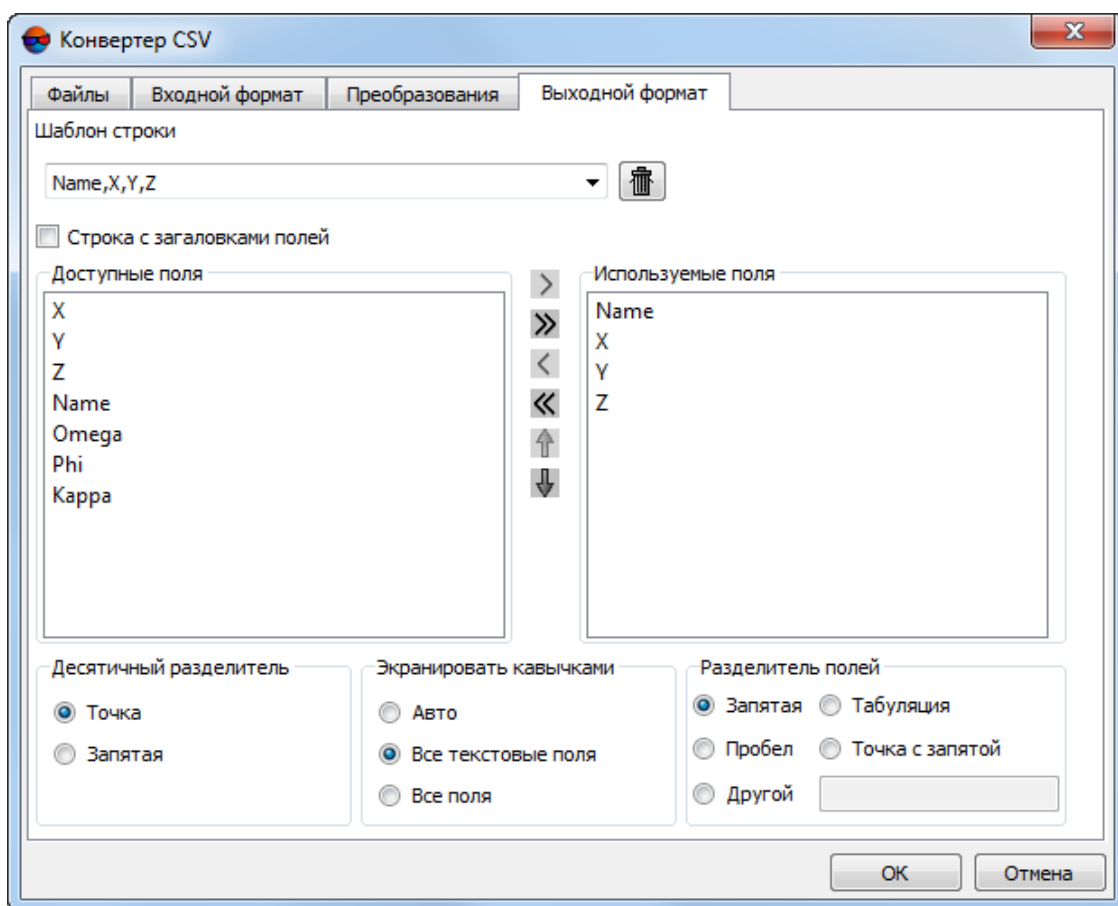 Конвертер CSV
Файлы Входной формат Преобразования Выходной формат
Шаблон строки
Name,X,Y,Z
Строка с загаловками полей
Доступные поля
X
Y
Z
Name
Omega
Phi
Kappa
Используемые поля
Name
X
Y
Z
Десятичный разделитель
Точка
Запятая
Экранировать кавычками
Авто
Все текстовые поля
Все поля
Разделитель полей
Запятая Табуляция
Пробел Точка с запятой
Другой
ОК Отмена